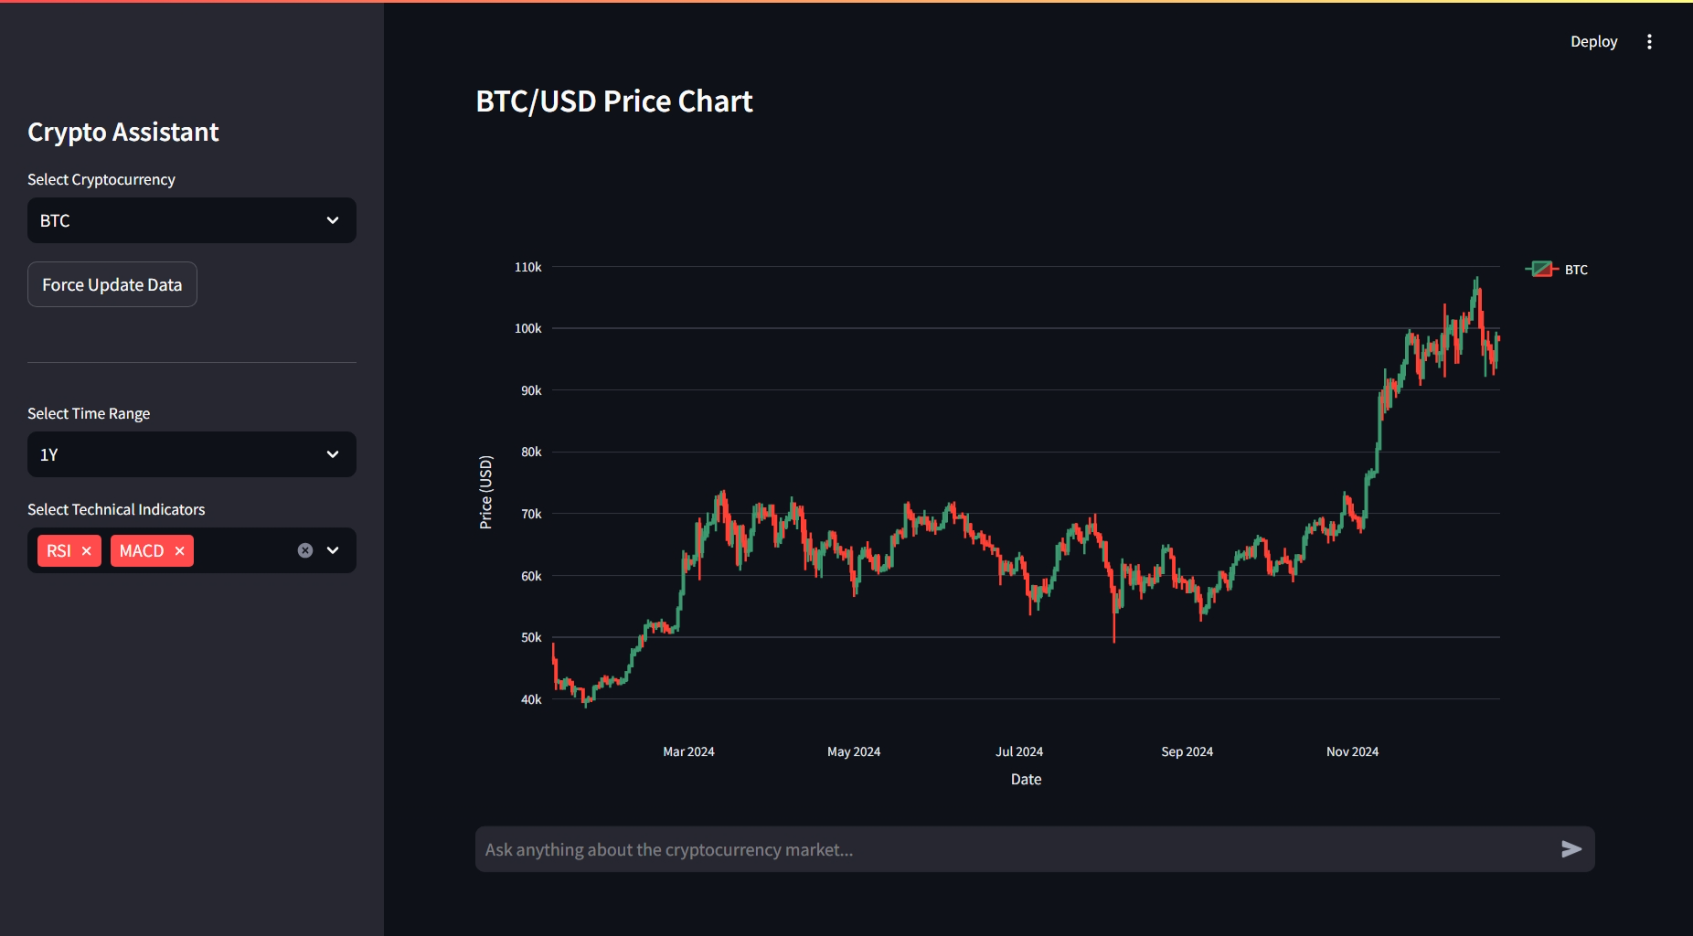 Deploy
Crypto Assistant
Select Cryptocurrency
BTC
Force Update Data
Select Time Range
1Y
Select Technical Indicators
RSI × MACD ×
BTC/USD Price Chart
BTC
110k
100k
90k
80k
70k
60k
50k
40k
Price (USD)
Mar 2024 May 2024 Jul 2024 Sep 2024 Nov 2024
Date
Ask anything about the cryptocurrency market...